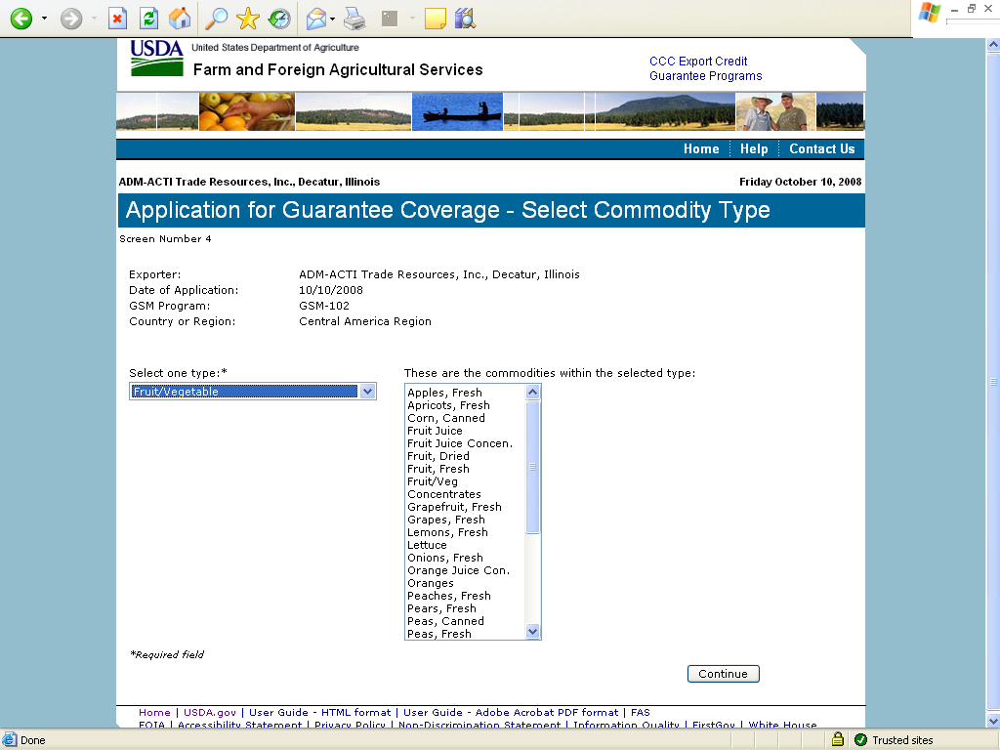 USDA
United States Department of Agriculture
Farm and Foreign Agricultural Services
CCC Export Credit
Guarantee Programs
Home
Help
Contact Us
ADM-ACTI Trade Resources, Inc., Decatur, Illinois
Friday October 10, 2008
Application for Guarantee Coverage - Select Commodity Type
Screen Number 4
Exporter: ADM-ACTI Trade Resources, Inc., Decatur, Illinois
Date of Application: 10/10/2008
GSM Program: GSM-102
Country or Region: Central America Region
Select one type:*
Fruit/Vegetable
These are the commodities within the selected type:
Apples, Fresh
Apricots, Fresh
Corn, Canned
Fruit Juice
Fruit Juice Concen.
Fruit, Dried
Fruit, Fresh
Fruit/Veg
Concentrates
Grapefruit, Fresh
Grapes, Fresh
Lemons, Fresh
Lettuce
Onions, Fresh
Orange Juice Con.
Oranges
Peaches, Fresh
Pears, Fresh
Peas, Canned
Peas, Fresh
*Required field
Continue
Home | USDA.gov | User Guide - HTML format | User Guide - Adobe Acrobat PDF format | FAS
FOIA | Accessibility Statement | Privacy Policy | Non-Discrimination Statement | Information Quality | FirstGov | White House
Done
Trusted sites